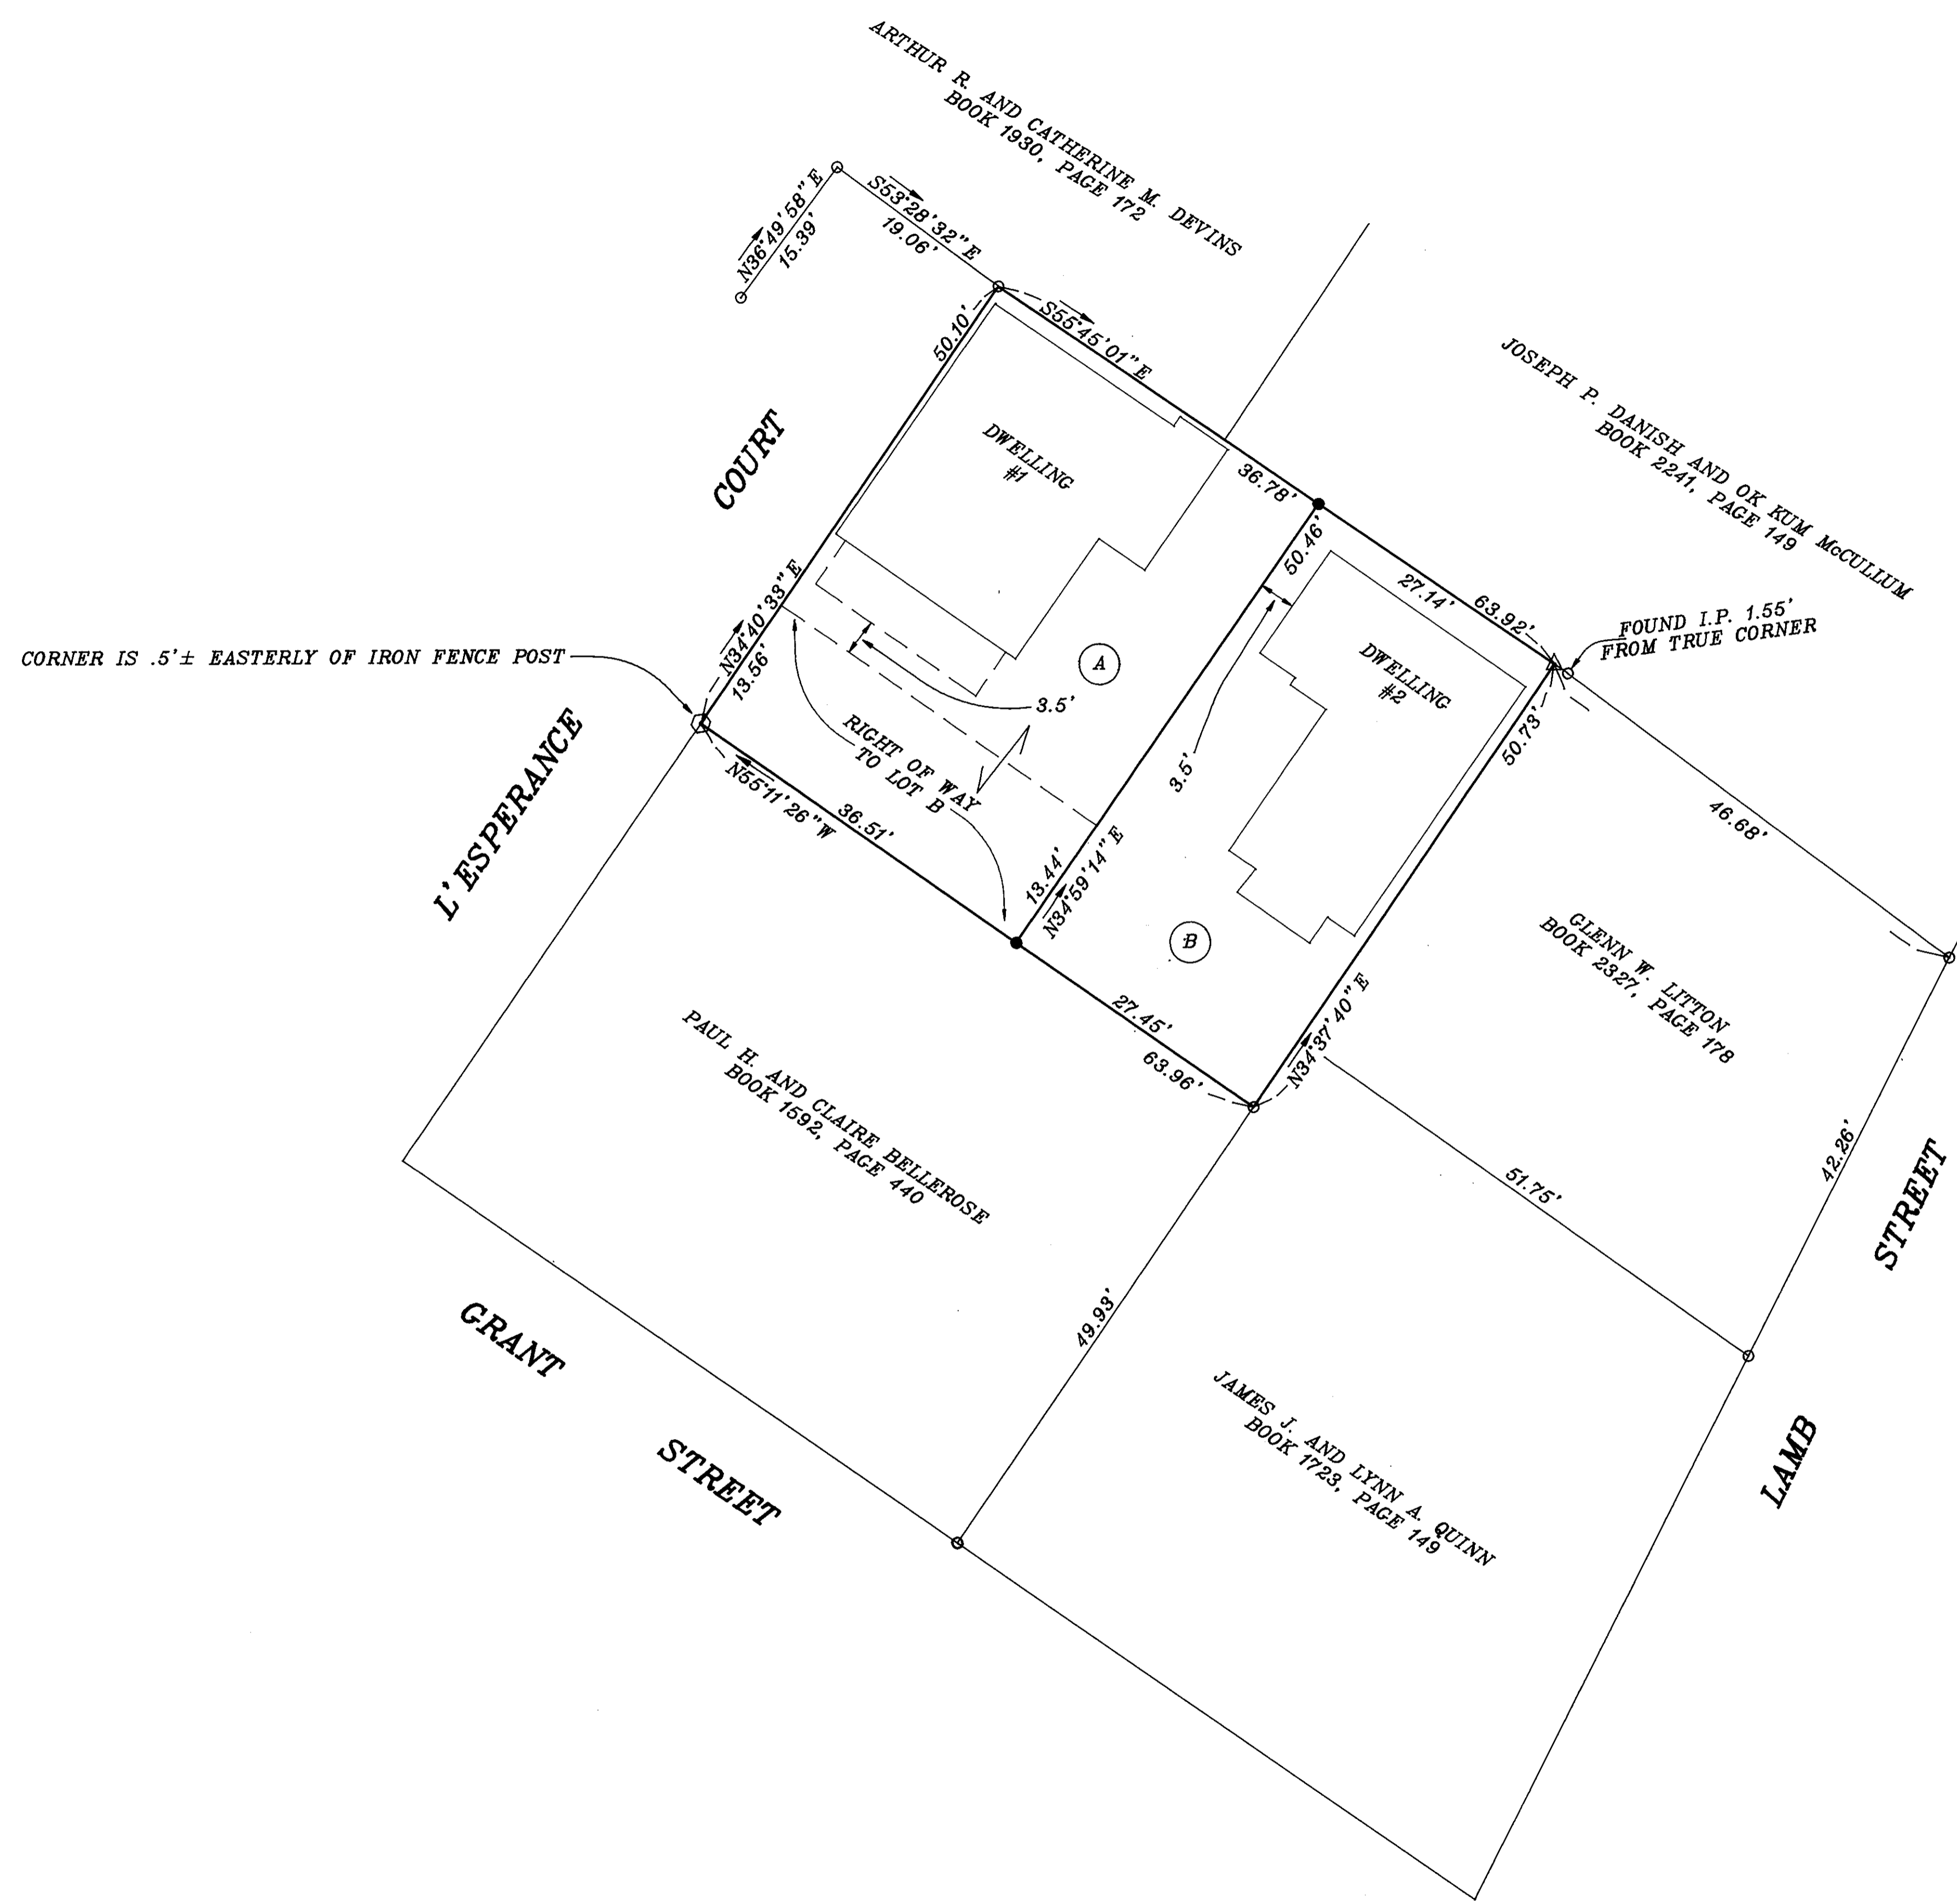 ARTHUR R. AND CATHERINE M. DEVINS
BOOK 1930, PAGE 172
N36°49'58"E
15.39'
S53°28'32"E
19.06'
S55°45'01"E
50.10'
COURT
DWELLING
#1
36.78'
JOSEPH P. DANISH AND OK KUM McCULLUM
BOOK 2241, PAGE 149
50.46'
27.14'
63.92'
FOUND I.P. 1.55'
FROM TRUE CORNER
N34°40'33"E
13.56'
CORNER IS .5'± EASTERLY OF IRON FENCE POST
A
DWELLING
#2
3.5'
3.5'
50.73'
RIGHT OF WAY
TO LOT B
N55°11'26"W
36.51'
L'ESPERANCE
13.44'
N34°59'14"E
B
46.68'
GLENN W. LITTON
BOOK 2327, PAGE 178
27.45'
63.96'
N34°37'40"E
PAUL H. AND CLAIRE BELLEROSE
BOOK 1592, PAGE 440
51.75'
42.26'
STREET
49.93'
GRANT
STREET
JAMES J. AND LYNN A. QUINN
BOOK 1723, PAGE 149
LAMB